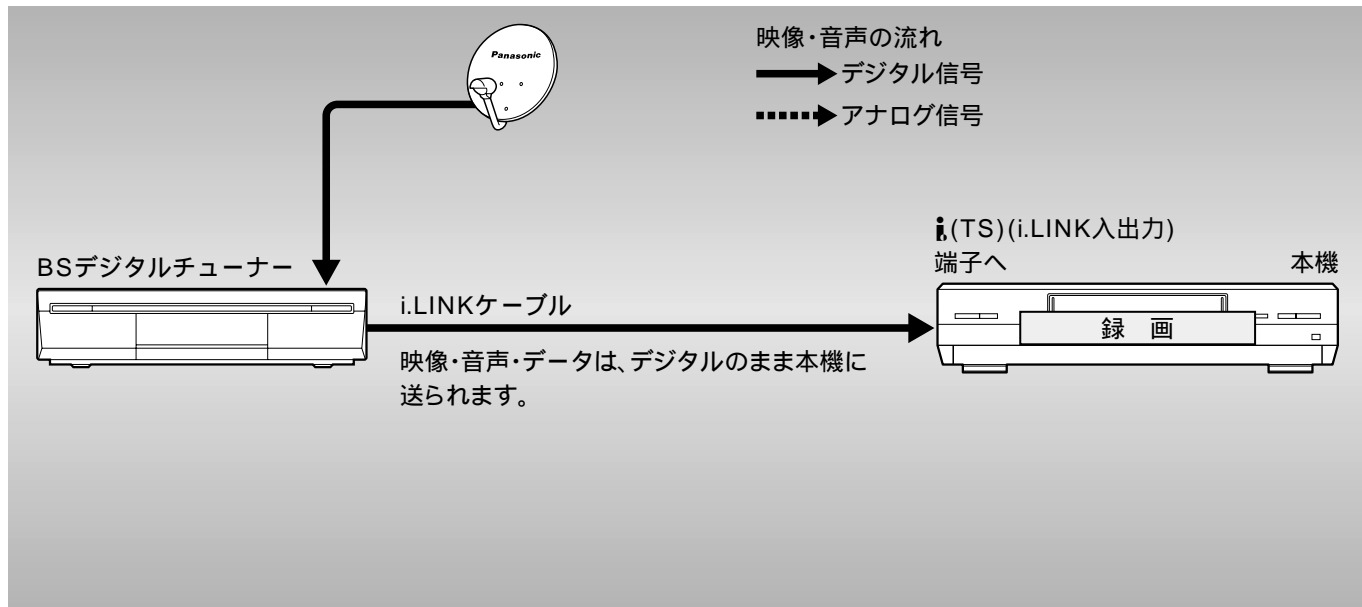 Panasonic
映像・音声の流れ
デジタル信号
アナログ信号
i(TS)(i.LINK入出力)
端子へ
本機
BSデジタルチューナー
i.LINKケーブル
録 画
映像・音声・データは、デジタルのまま本機に
送られます。